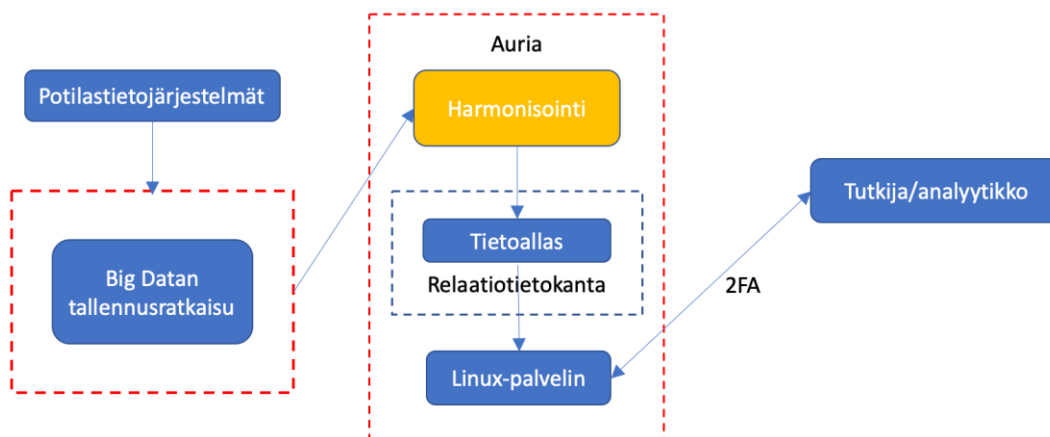 Auria
Potilastietojärjestelmät
Harmonisointi
Big Datan
tallennusratkaisu
Tietoallas
Relaatiotietokanta
Linux-palvelin
2FA
Tutkija/analyytikko